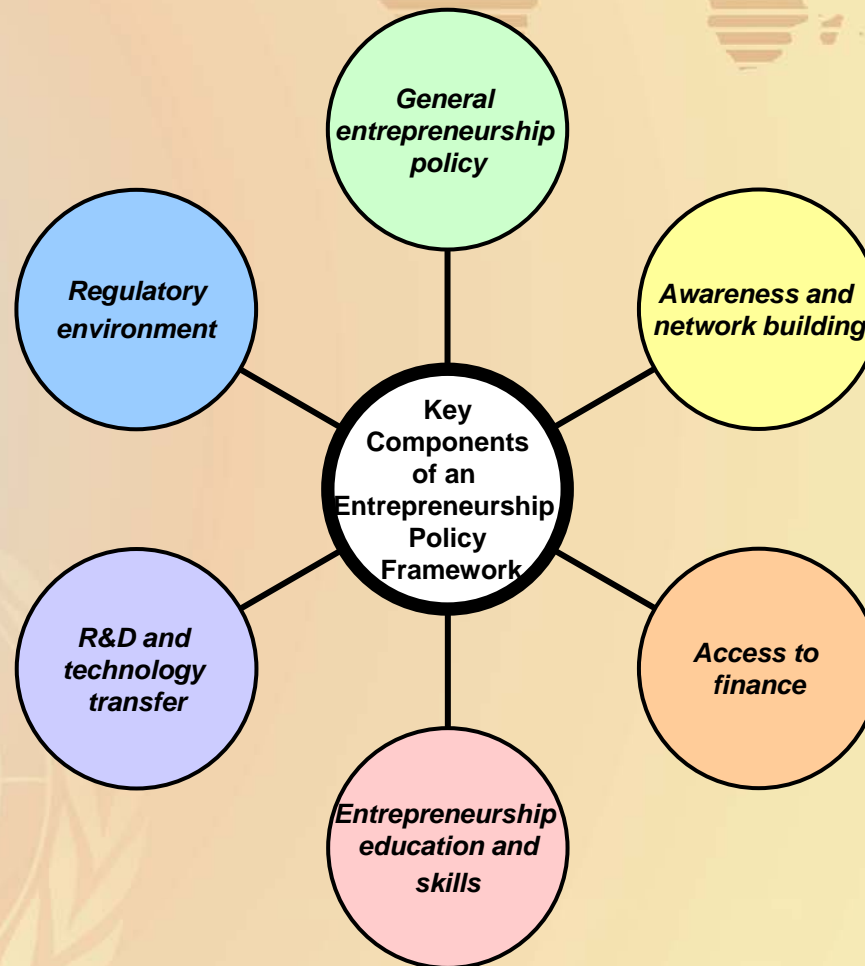 General
entrepreneurship
policy
Regulatory
environment
Awareness and
network building
Key
Components
of an
Entrepreneurship
Policy
Framework
R&D and
technology
transfer
Access to
finance
Entrepreneurship
education and
skills